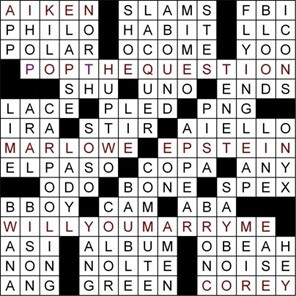 AIKEN SLAMS FBI
PHILO HABIT LLC
POLAR OCOME YOO
POPTHEQUESTION
SHU UNO ENDS
LACE PLED PNG
IRA STIR AIELLO
MARLOWE EPSTEIN
ELPASO COPA ANY
ODO BONE SPEX
BBOY CAM ABA
WILLYOUMARRYME
ASI ALBUM OBEAH
NON NOLTE NONRE
ANG GREEN COREY